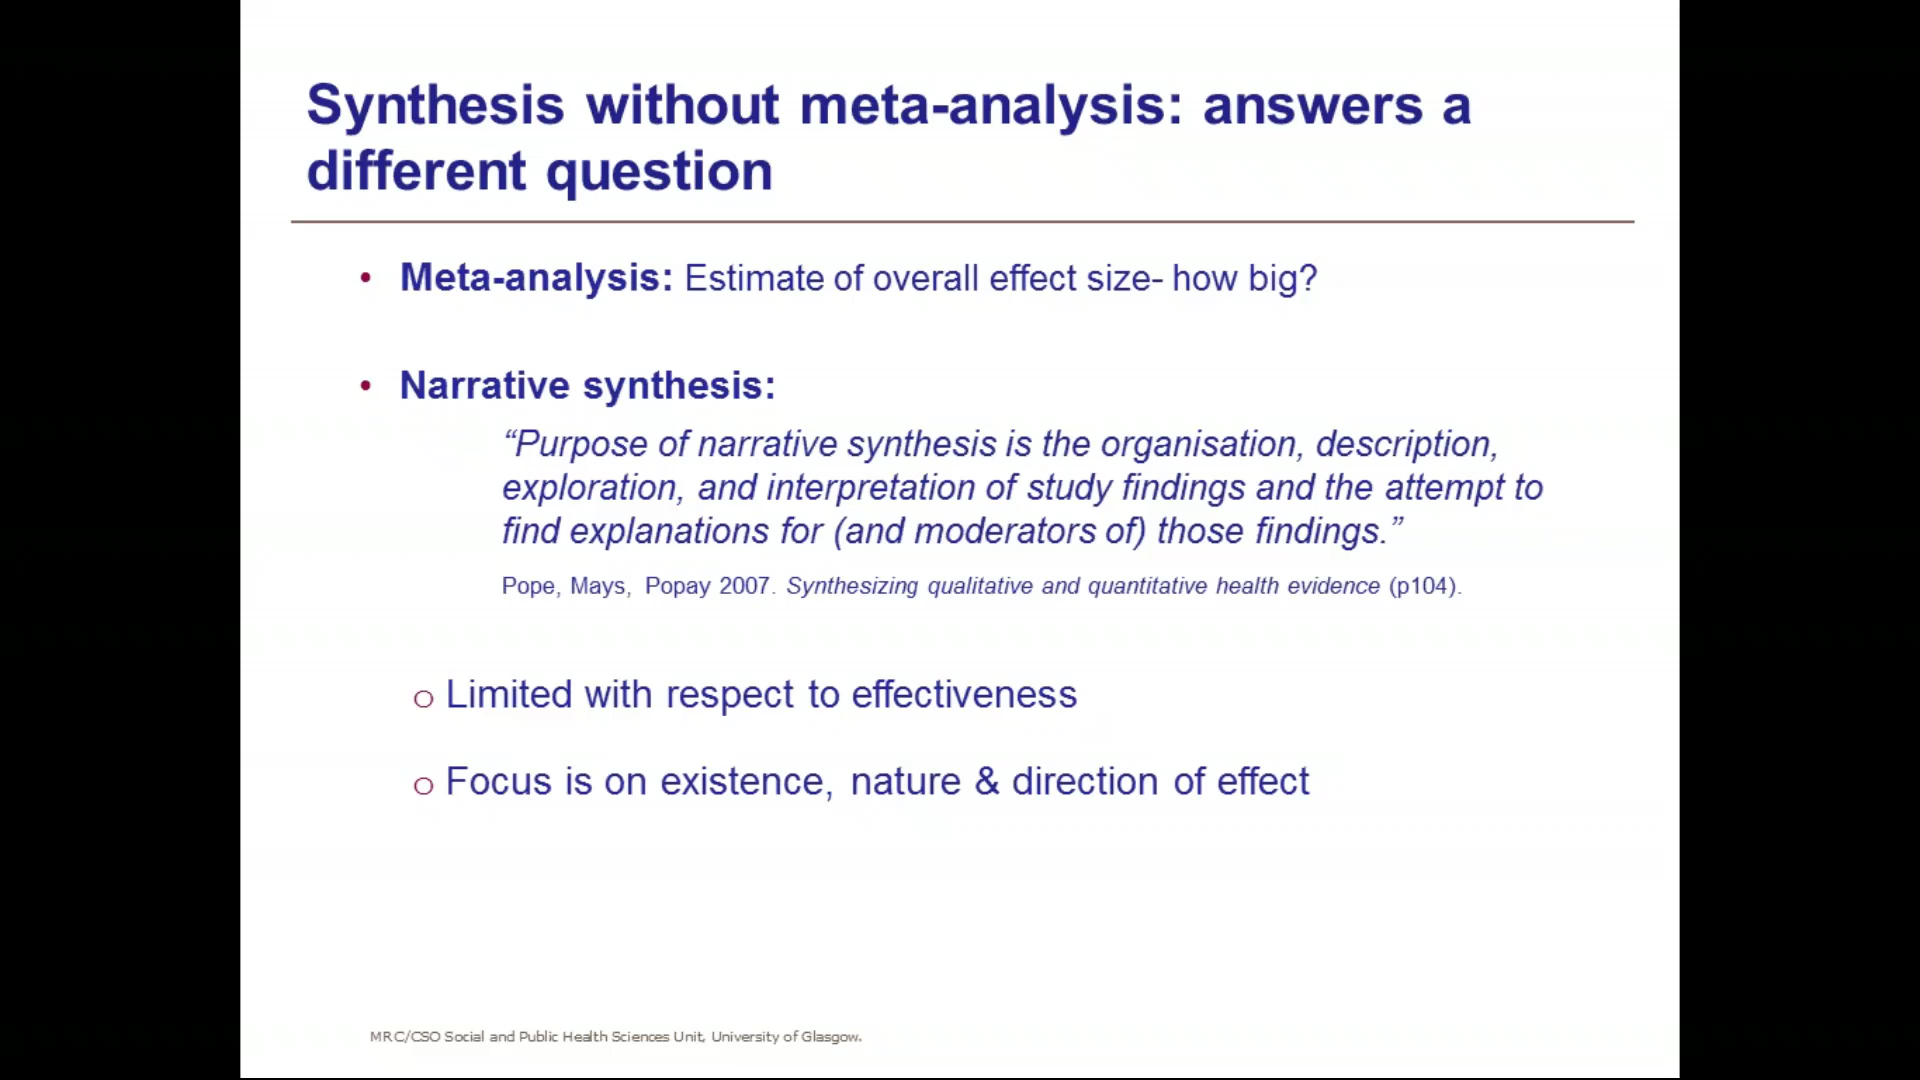 Synthesis without meta-analysis: answers a
different question
• Meta-analysis: Estimate of overall effect size- how big?
• Narrative synthesis:
“Purpose of narrative synthesis is the organisation, description,
exploration, and interpretation of study findings and the attempt to
find explanations for (and moderators of) those findings.”
Pope, Mays, Popay 2007. Synthesizing qualitative and quantitative health evidence (p104).
o Limited with respect to effectiveness
o Focus is on existence, nature & direction of effect
MRC/CSO Social and Public Health Sciences Unit, University of Glasgow.